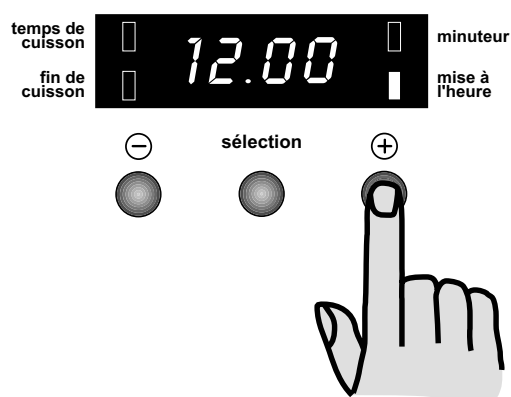 temps de
cuisson
fin de
cuisson
12.00
minuteur
mise à
l'heure
−
sélection
+